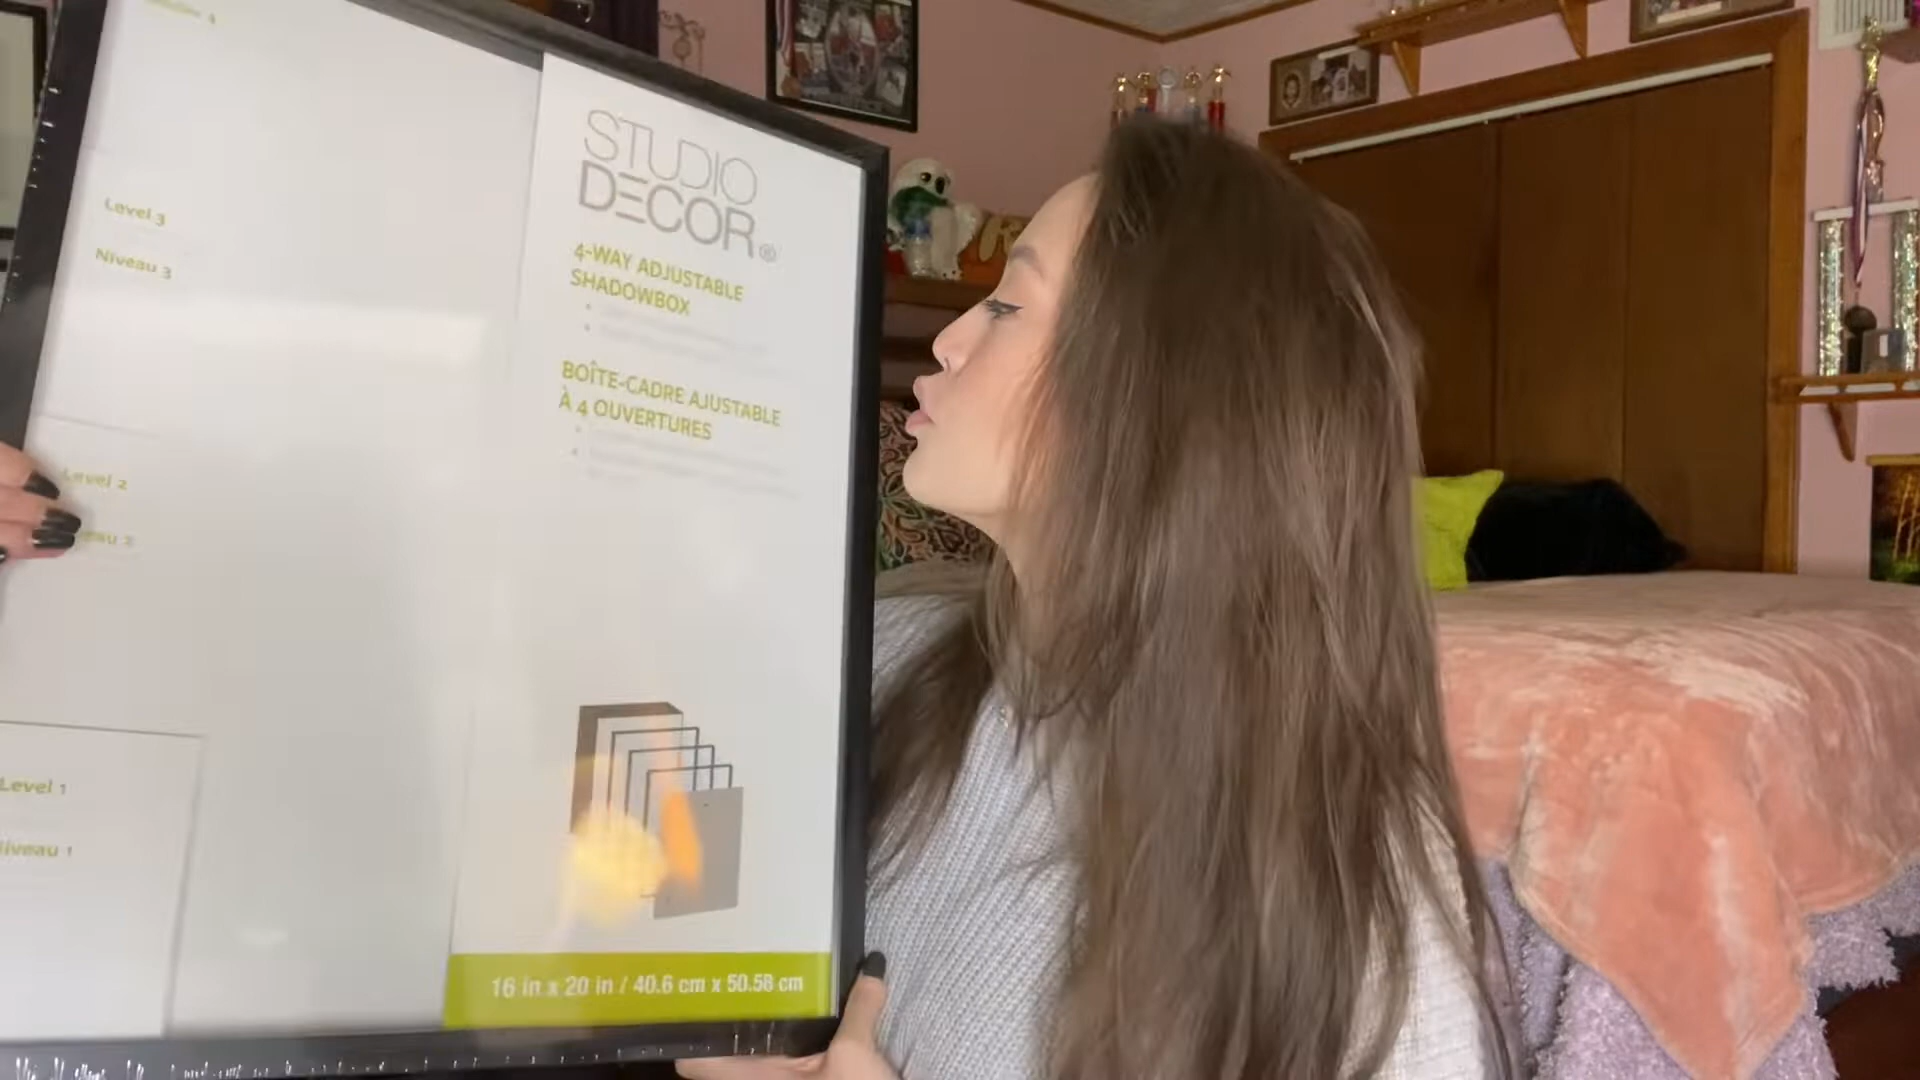 Level 3
Niveau 3
Level 2
Level 1
Niveau 1
STUDIO
DECOR®
4-WAY ADJUSTABLE
SHADOWBOX
BOÎTE-CADRE AJUSTABLE
À 4 OUVERTURES
16 in x 20 in / 40.6 cm x 50.58 cm